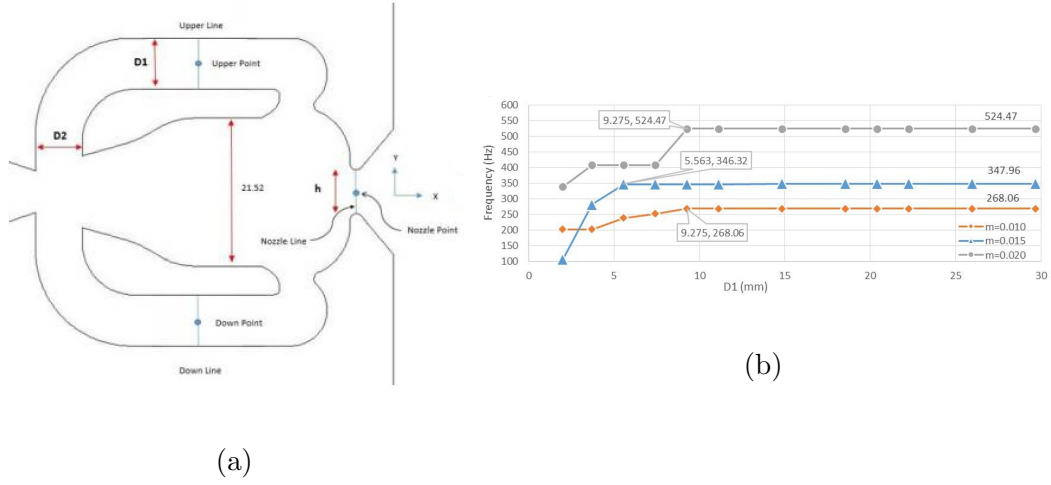 Upper Line
D1
Upper Point
D2
Y
X
21.52
h
Nozzle Line
Nozzle Point
Down Point
Down Line
(a)
Frequency (Hz)
600
550
500
450
400
350
300
250
200
150
100
9.275, 524.47
5.563, 346.32
9.275, 268.06
524.47
347.96
268.06
m=0.010
m=0.015
m=0.020
0
5
10
15
20
25
30
D1 (mm)
(b)